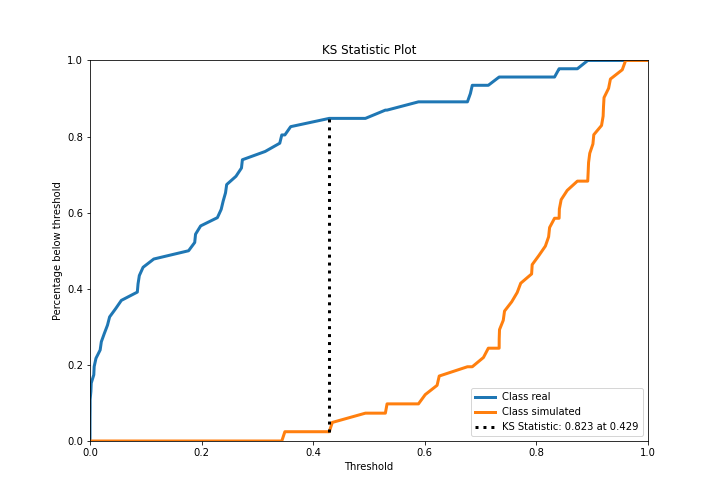 KS Statistic Plot
1.0
0.8
0.6
0.4
0.2
0.0
Percentage below threshold
Class real
Class simulated
KS Statistic: 0.823 at 0.429
0.0 0.2 0.4 0.6 0.8 1.0
Threshold